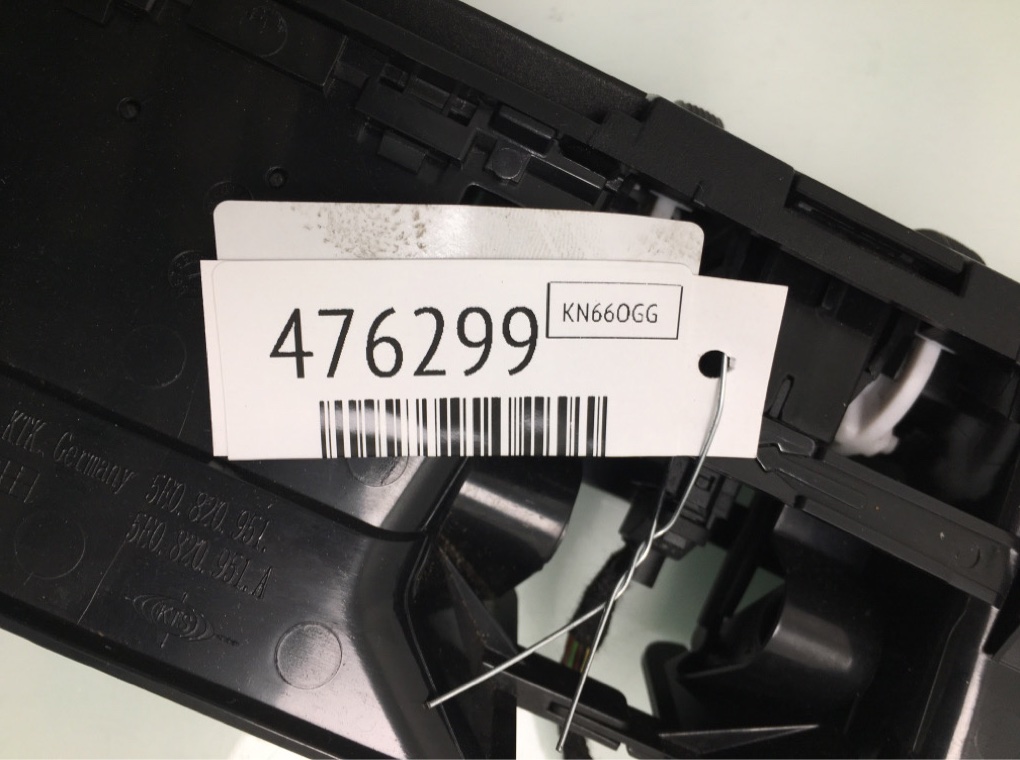 476299
KN66OGG
KTK. Germany 5H0. 820. 951.
5H0. 820. 951. A